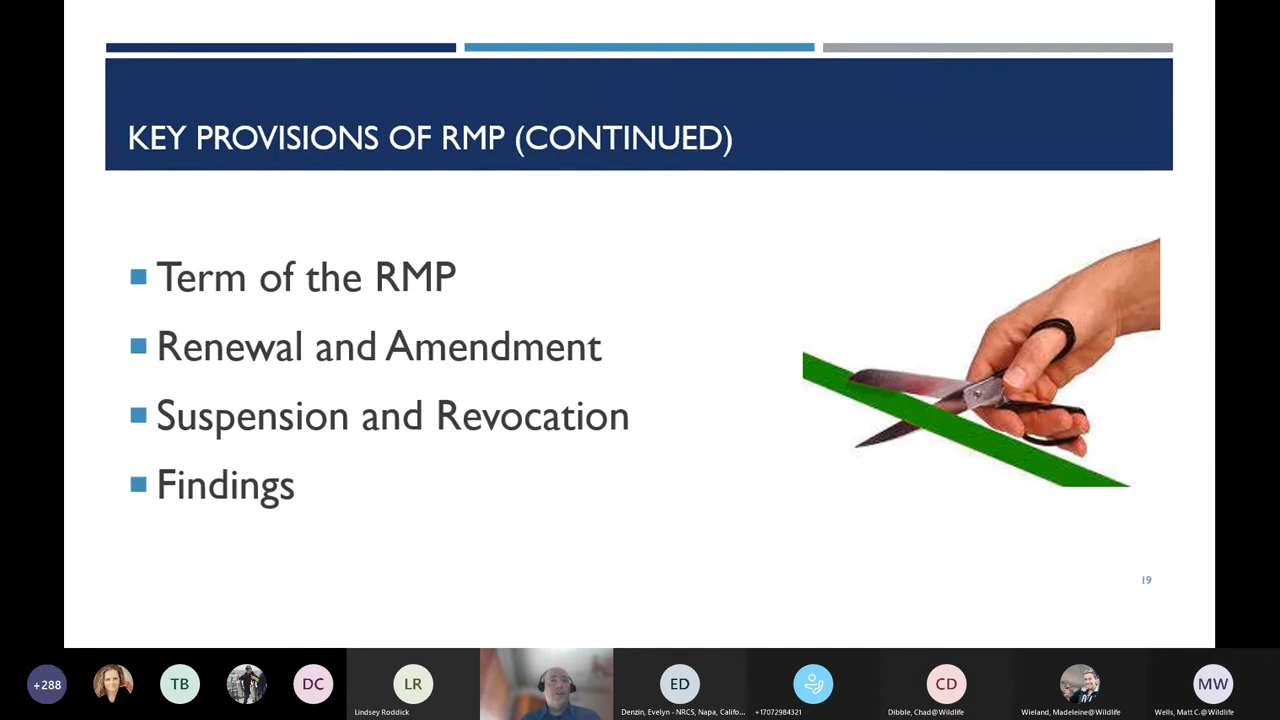 KEY PROVISIONS OF RMP (CONTINUED)
Term of the RMP
Renewal and Amendment
Suspension and Revocation
Findings
19
+288
TB
DC
LR
ED
CD
MW
Lindsey Roddick
Denzin, Evelyn - NRCS, Napa, Califo...
+17072984321
Dibble, Chad@Wildlife
Wieland, Madeleine@Wildlife
Wells, Matt C.@Wildlife